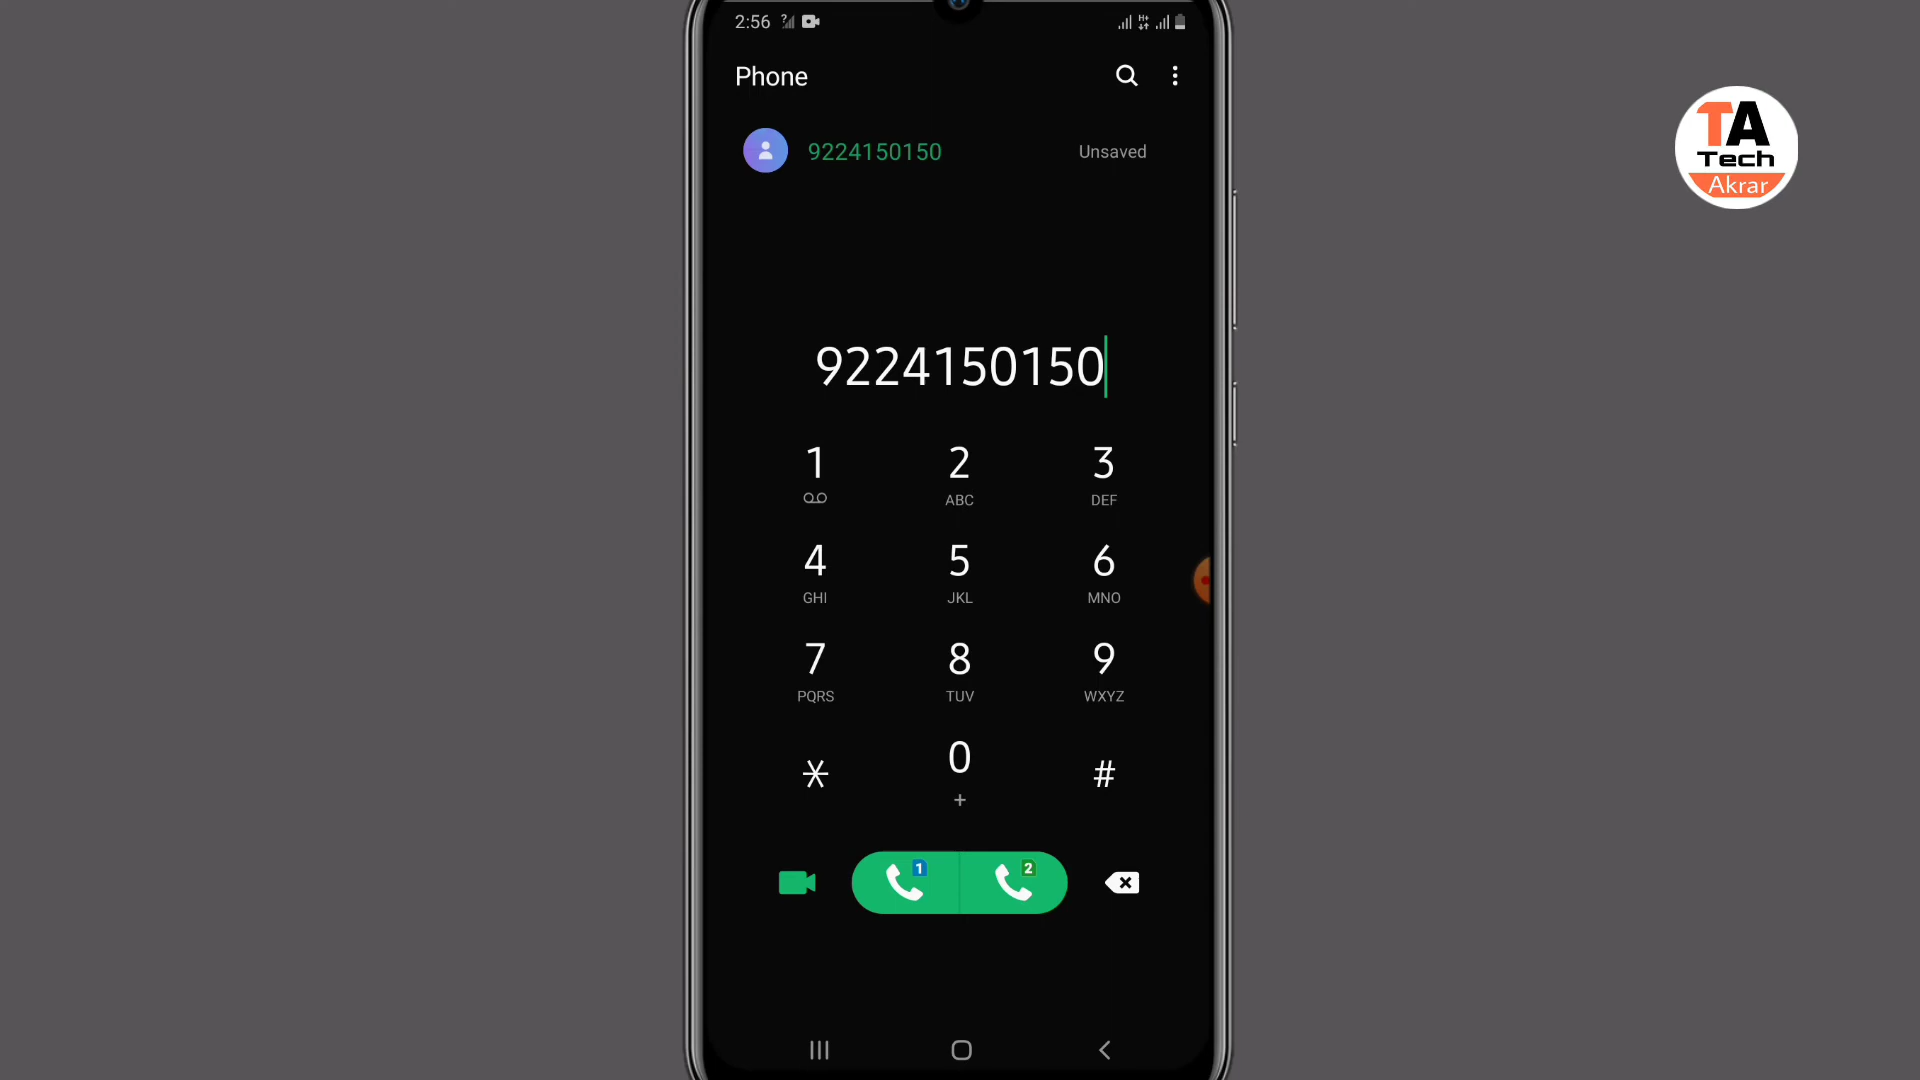 2:56
Phone
TA
Tech
Akrar
9224150150 Unsaved
9224150150
1 2 3
ABC DEF
4 5 6
GHI JKL MNO
7 8 9
PQRS TUV WXYZ
* 0 #
+
1 2